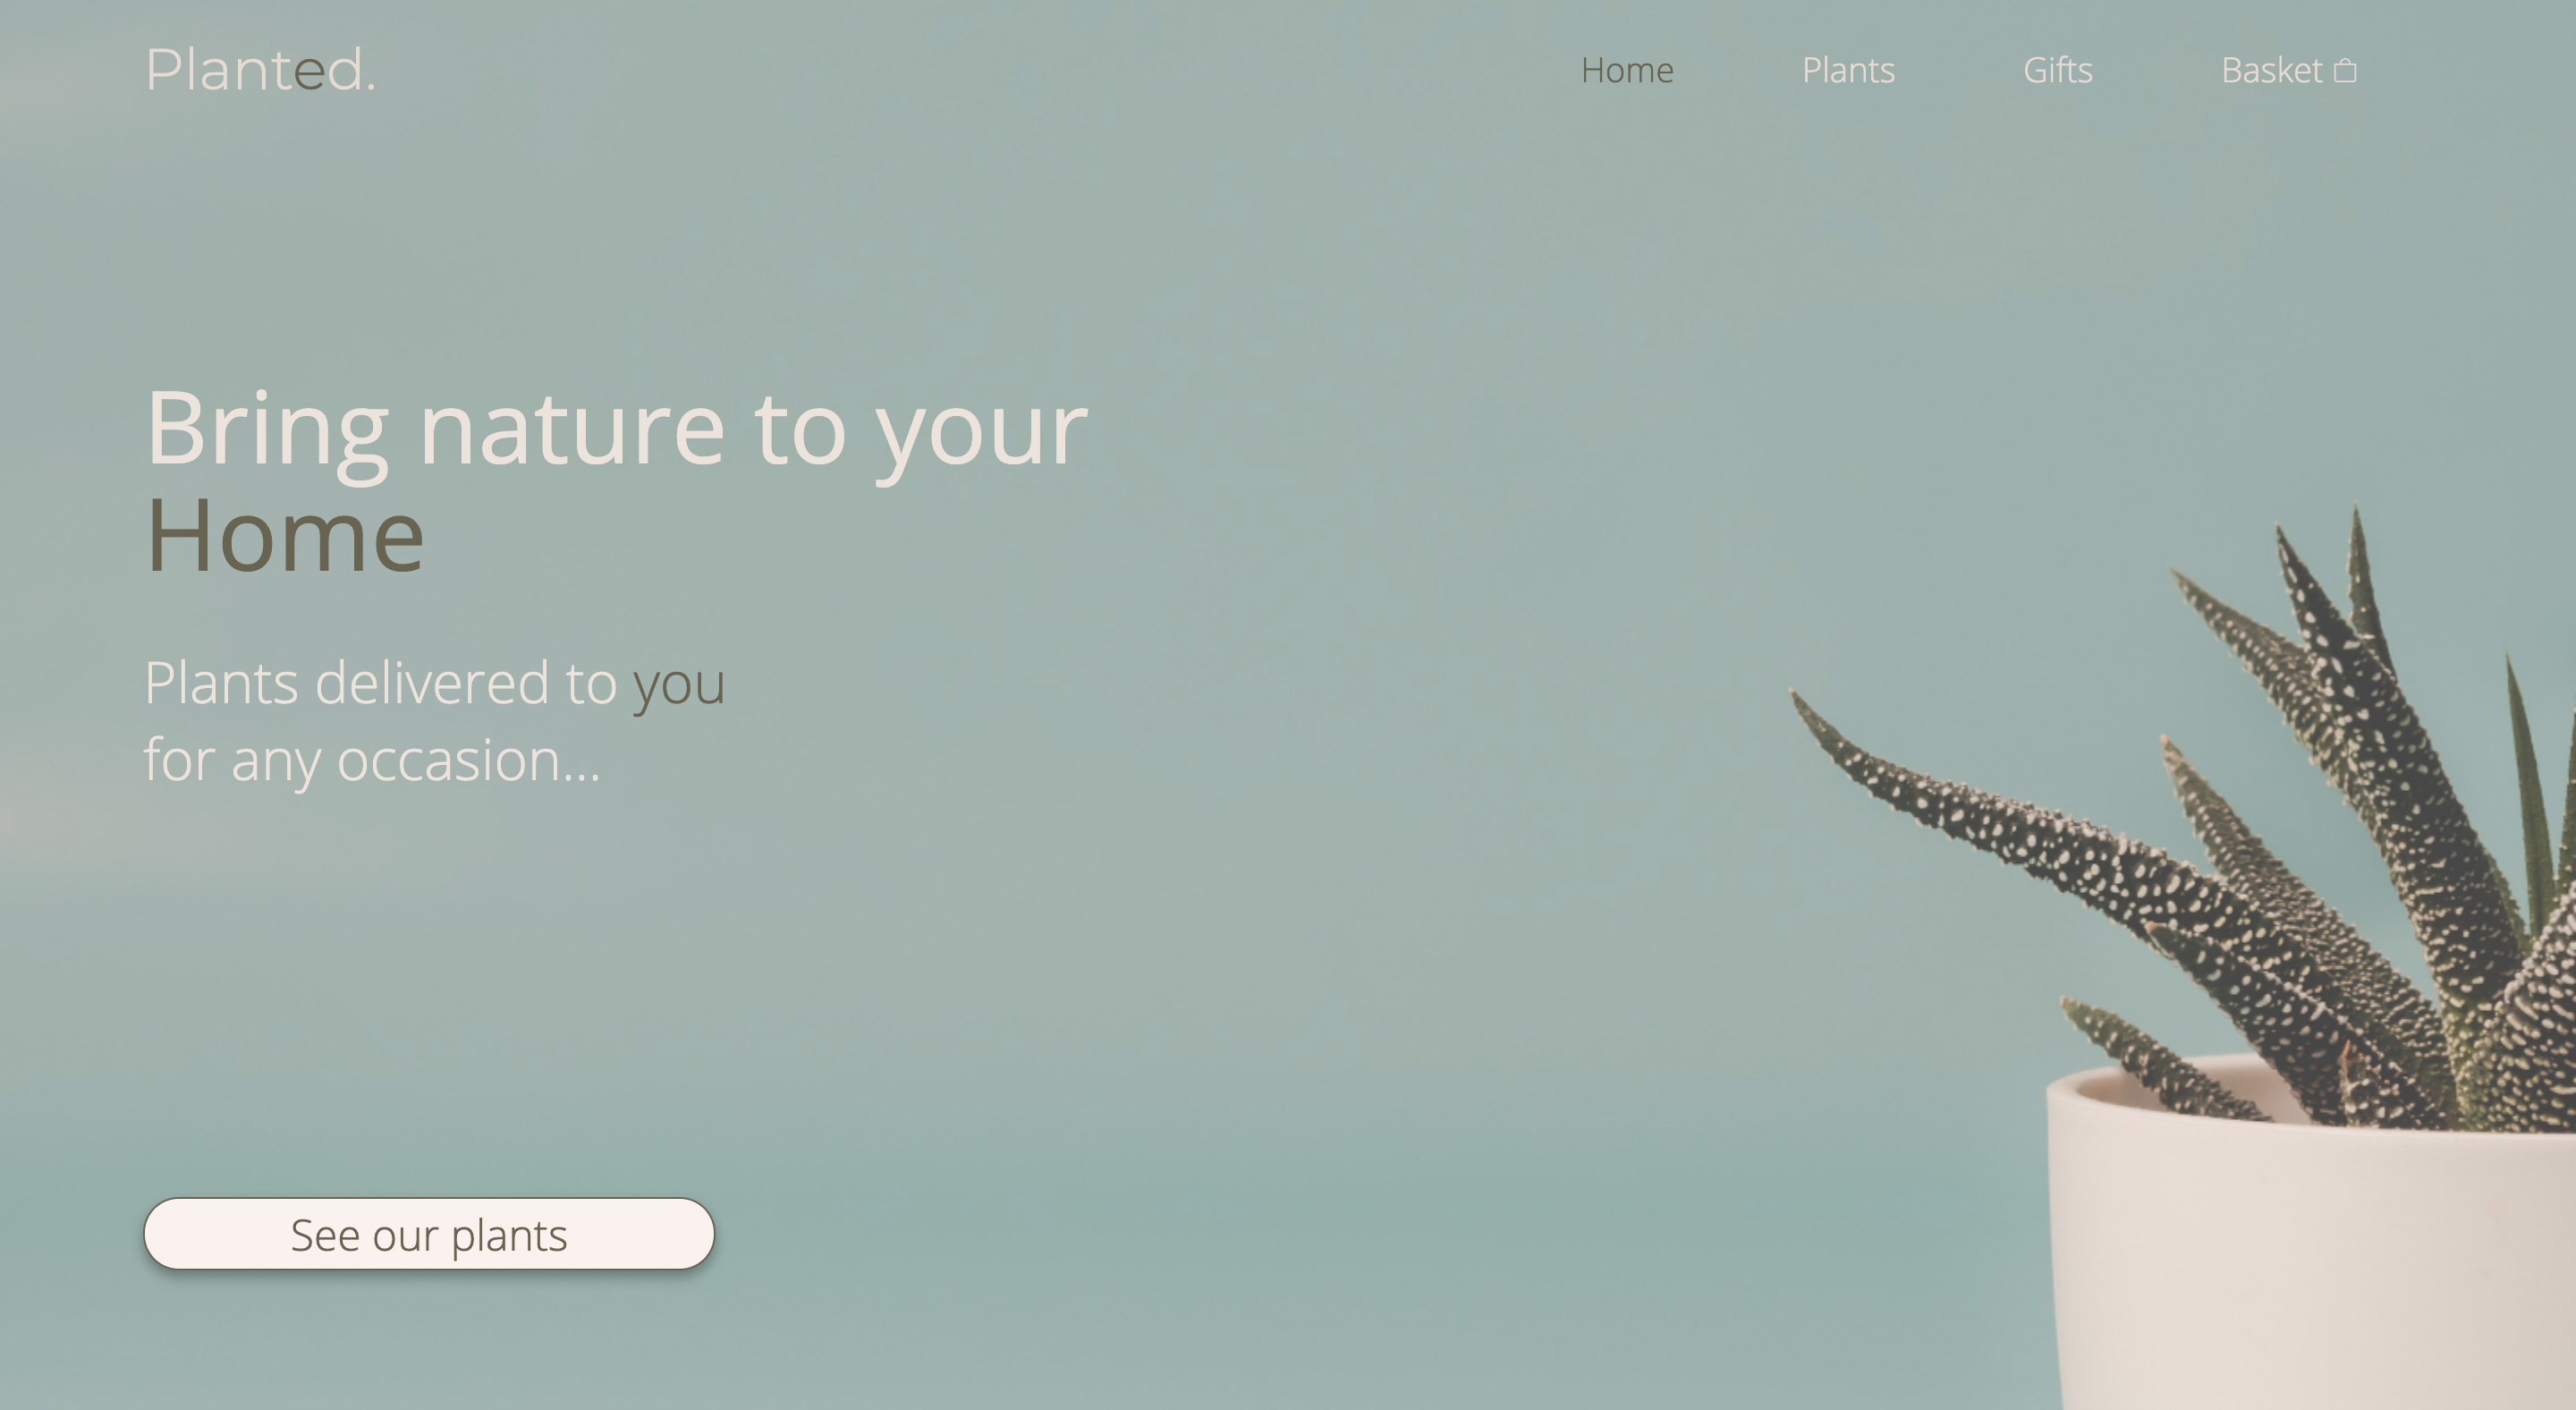 Planted.
Home Plants Gifts Basket
Bring nature to your
Home
Plants delivered to you
for any occasion...
See our plants